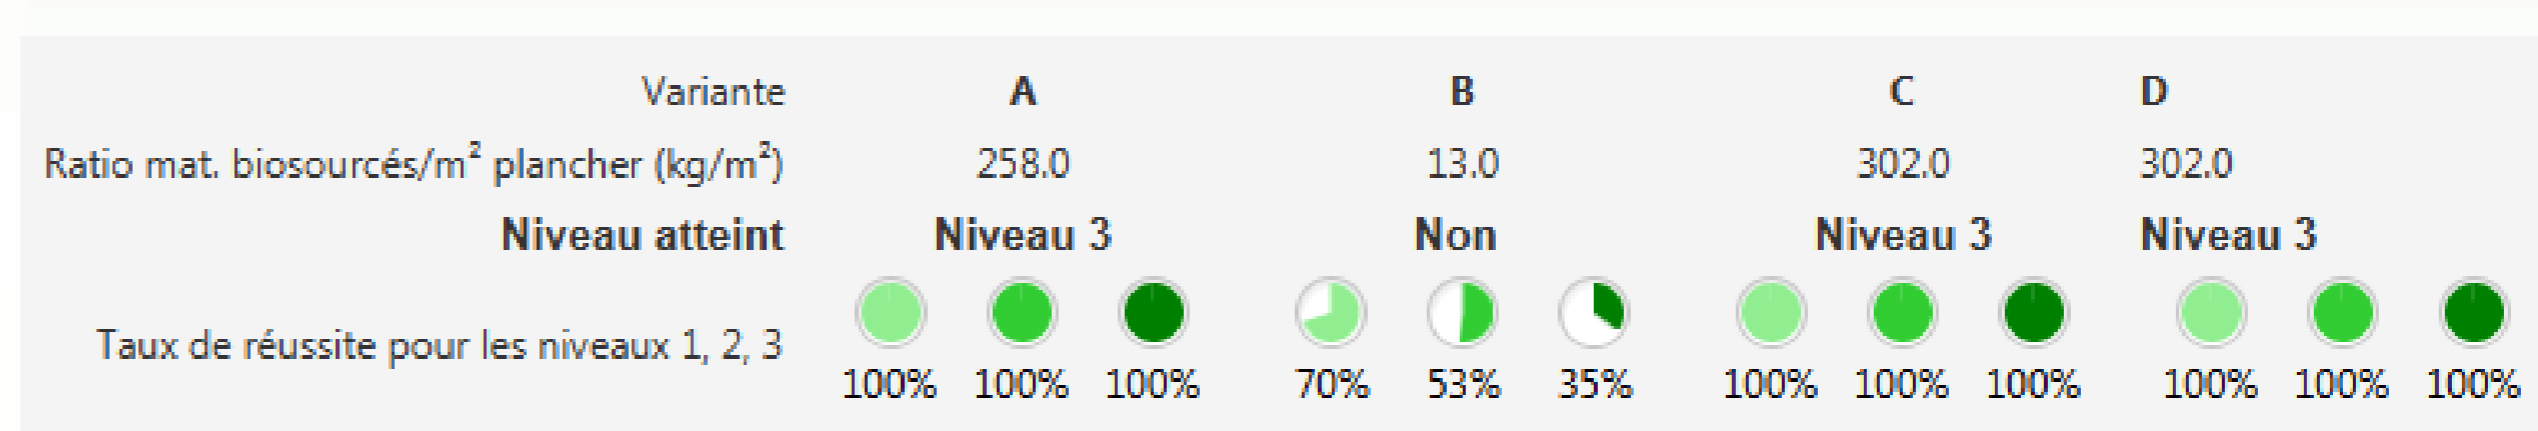 Variante A B C D
Ratio mat. biosourcés/m² plancher (kg/m²) 258.0 13.0 302.0 302.0
Niveau atteint Niveau 3 Non Niveau 3 Niveau 3
Taux de réussite pour les niveaux 1, 2, 3
100% 100% 100% 70% 53% 35% 100% 100% 100% 100% 100% 100%